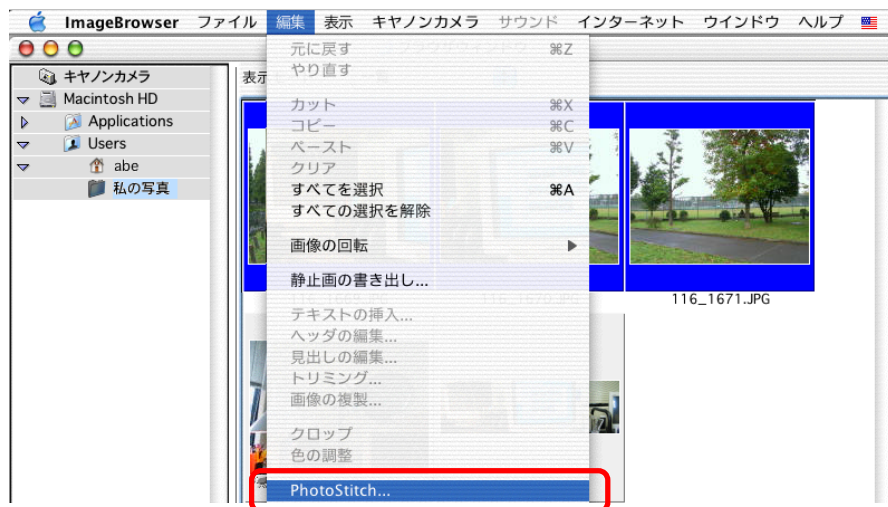 ImageBrowser ファイル 編集 表示 キヤノンカメラ サウンド インターネット ウインドウ ヘルプ
キヤノンカメラ
Macintosh HD
Applications
Users
abe
私の写真
表示
元に戻す ⌘Z
やり直す
カット ⌘X
コピー ⌘C
ペースト ⌘V
クリア
すべてを選択 ⌘A
すべての選択を解除
画像の回転
静止画の書き出し...
テキストの挿入...
ヘッダの編集...
見出しの編集...
トリミング...
画像の複製...
クロップ
色の調整
PhotoStitch...
116_1669.JPG
116_1670.JPG
116_1671.JPG